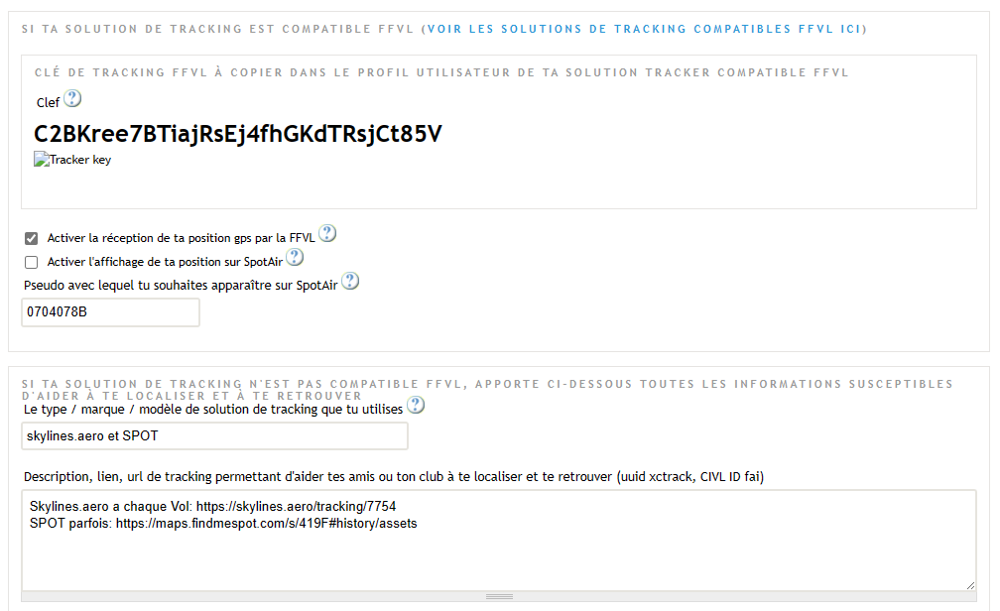 SI TA SOLUTION DE TRACKING EST COMPATIBLE FFVL (VOIR LES SOLUTIONS DE TRACKING COMPATIBLES FFVL ICI)
CLÉ DE TRACKING FFVL À COPIER DANS LE PROFIL UTILISATEUR DE TA SOLUTION TRACKER COMPATIBLE FFVL
Clef ?
C2BKree7BTiajRsEj4fhGKdTRsjCt85V
Tracker key
Activer la réception de ta position gps par la FFVL ?
Activer l'affichage de ta position sur SpotAir ?
Pseudo avec lequel tu souhaites apparaître sur SpotAir ?
0704078B
SI TA SOLUTION DE TRACKING N'EST PAS COMPATIBLE FFVL, APPORTE CI-DESSOUS TOUTES LES INFORMATIONS SUSCEPTIBLES
D'AIDER À TE LOCALISER ET À TE RETROUVER
Le type / marque / modèle de solution de tracking que tu utilises ?
skylines.aero et SPOT
Description, lien, url de tracking permettant d'aider tes amis ou ton club à te localiser et te retrouver (uuid xctrack, CIVL ID fai)
Skylines.aero a chaque Vol: https://skylines.aero/tracking/7754
SPOT parfois: https://maps.findmespot.com/s/419F#history/assets